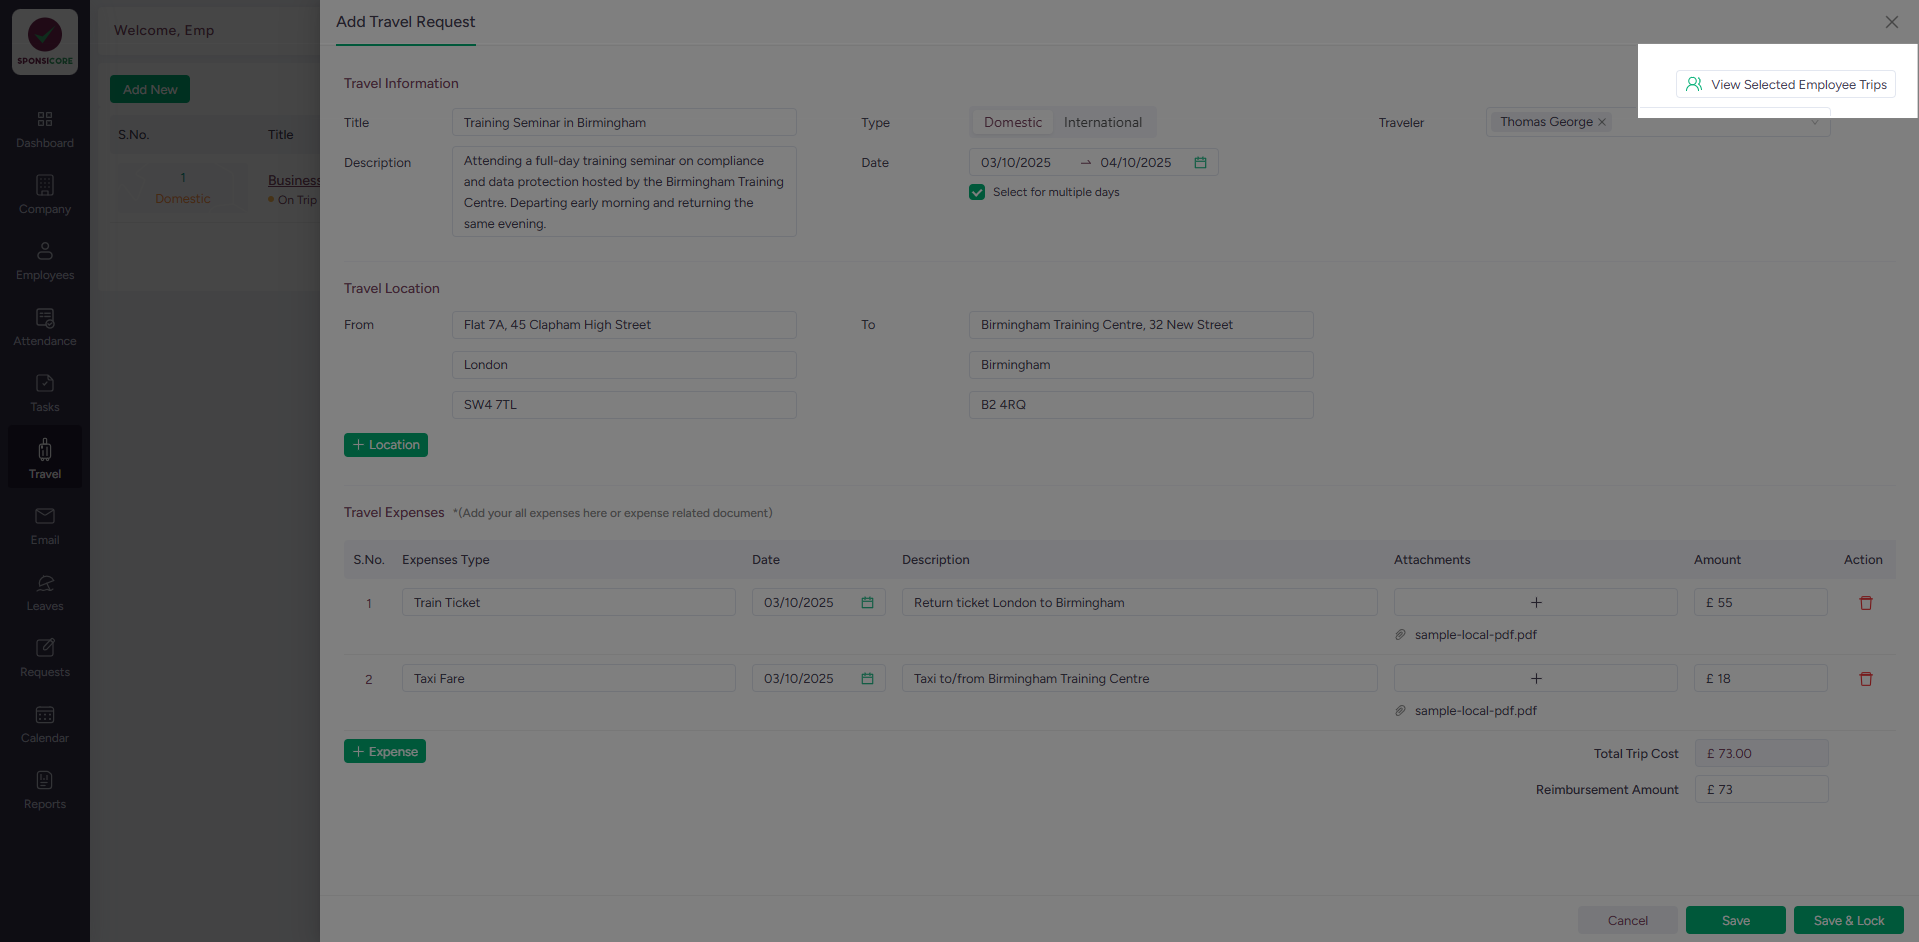 SPONSICORE
Dashboard
Company
Employees
Attendance
Tasks
Travel
Email
Leaves
Requests
Calendar
Reports
Welcome, Emp
Add New
S.No. Title
1 Business
Domestic On Trip
Add Travel Request
View Selected Employee Trips
Travel Information
Title Training Seminar in Birmingham Type Domestic International Traveler Thomas George
Description
Attending a full-day training seminar on compliance
and data protection hosted by the Birmingham Training
Centre. Departing early morning and returning the
same evening.
Date 03/10/2025 04/10/2025
Select for multiple days
Travel Location
From Flat 7A, 45 Clapham High Street To Birmingham Training Centre, 32 New Street
London Birmingham
SW4 7TL B2 4RQ
+ Location
Travel Expenses *(Add your all expenses here or expense related document)
S.No. Expenses Type Date Description Attachments Amount Action
1 Train Ticket 03/10/2025 Return ticket London to Birmingham + £ 55
sample-local-pdf.pdf
2 Taxi Fare 03/10/2025 Taxi to/from Birmingham Training Centre + £ 18
sample-local-pdf.pdf
+ Expense
Total Trip Cost £ 73.00
Reimbursement Amount £ 73
Cancel Save Save & Lock